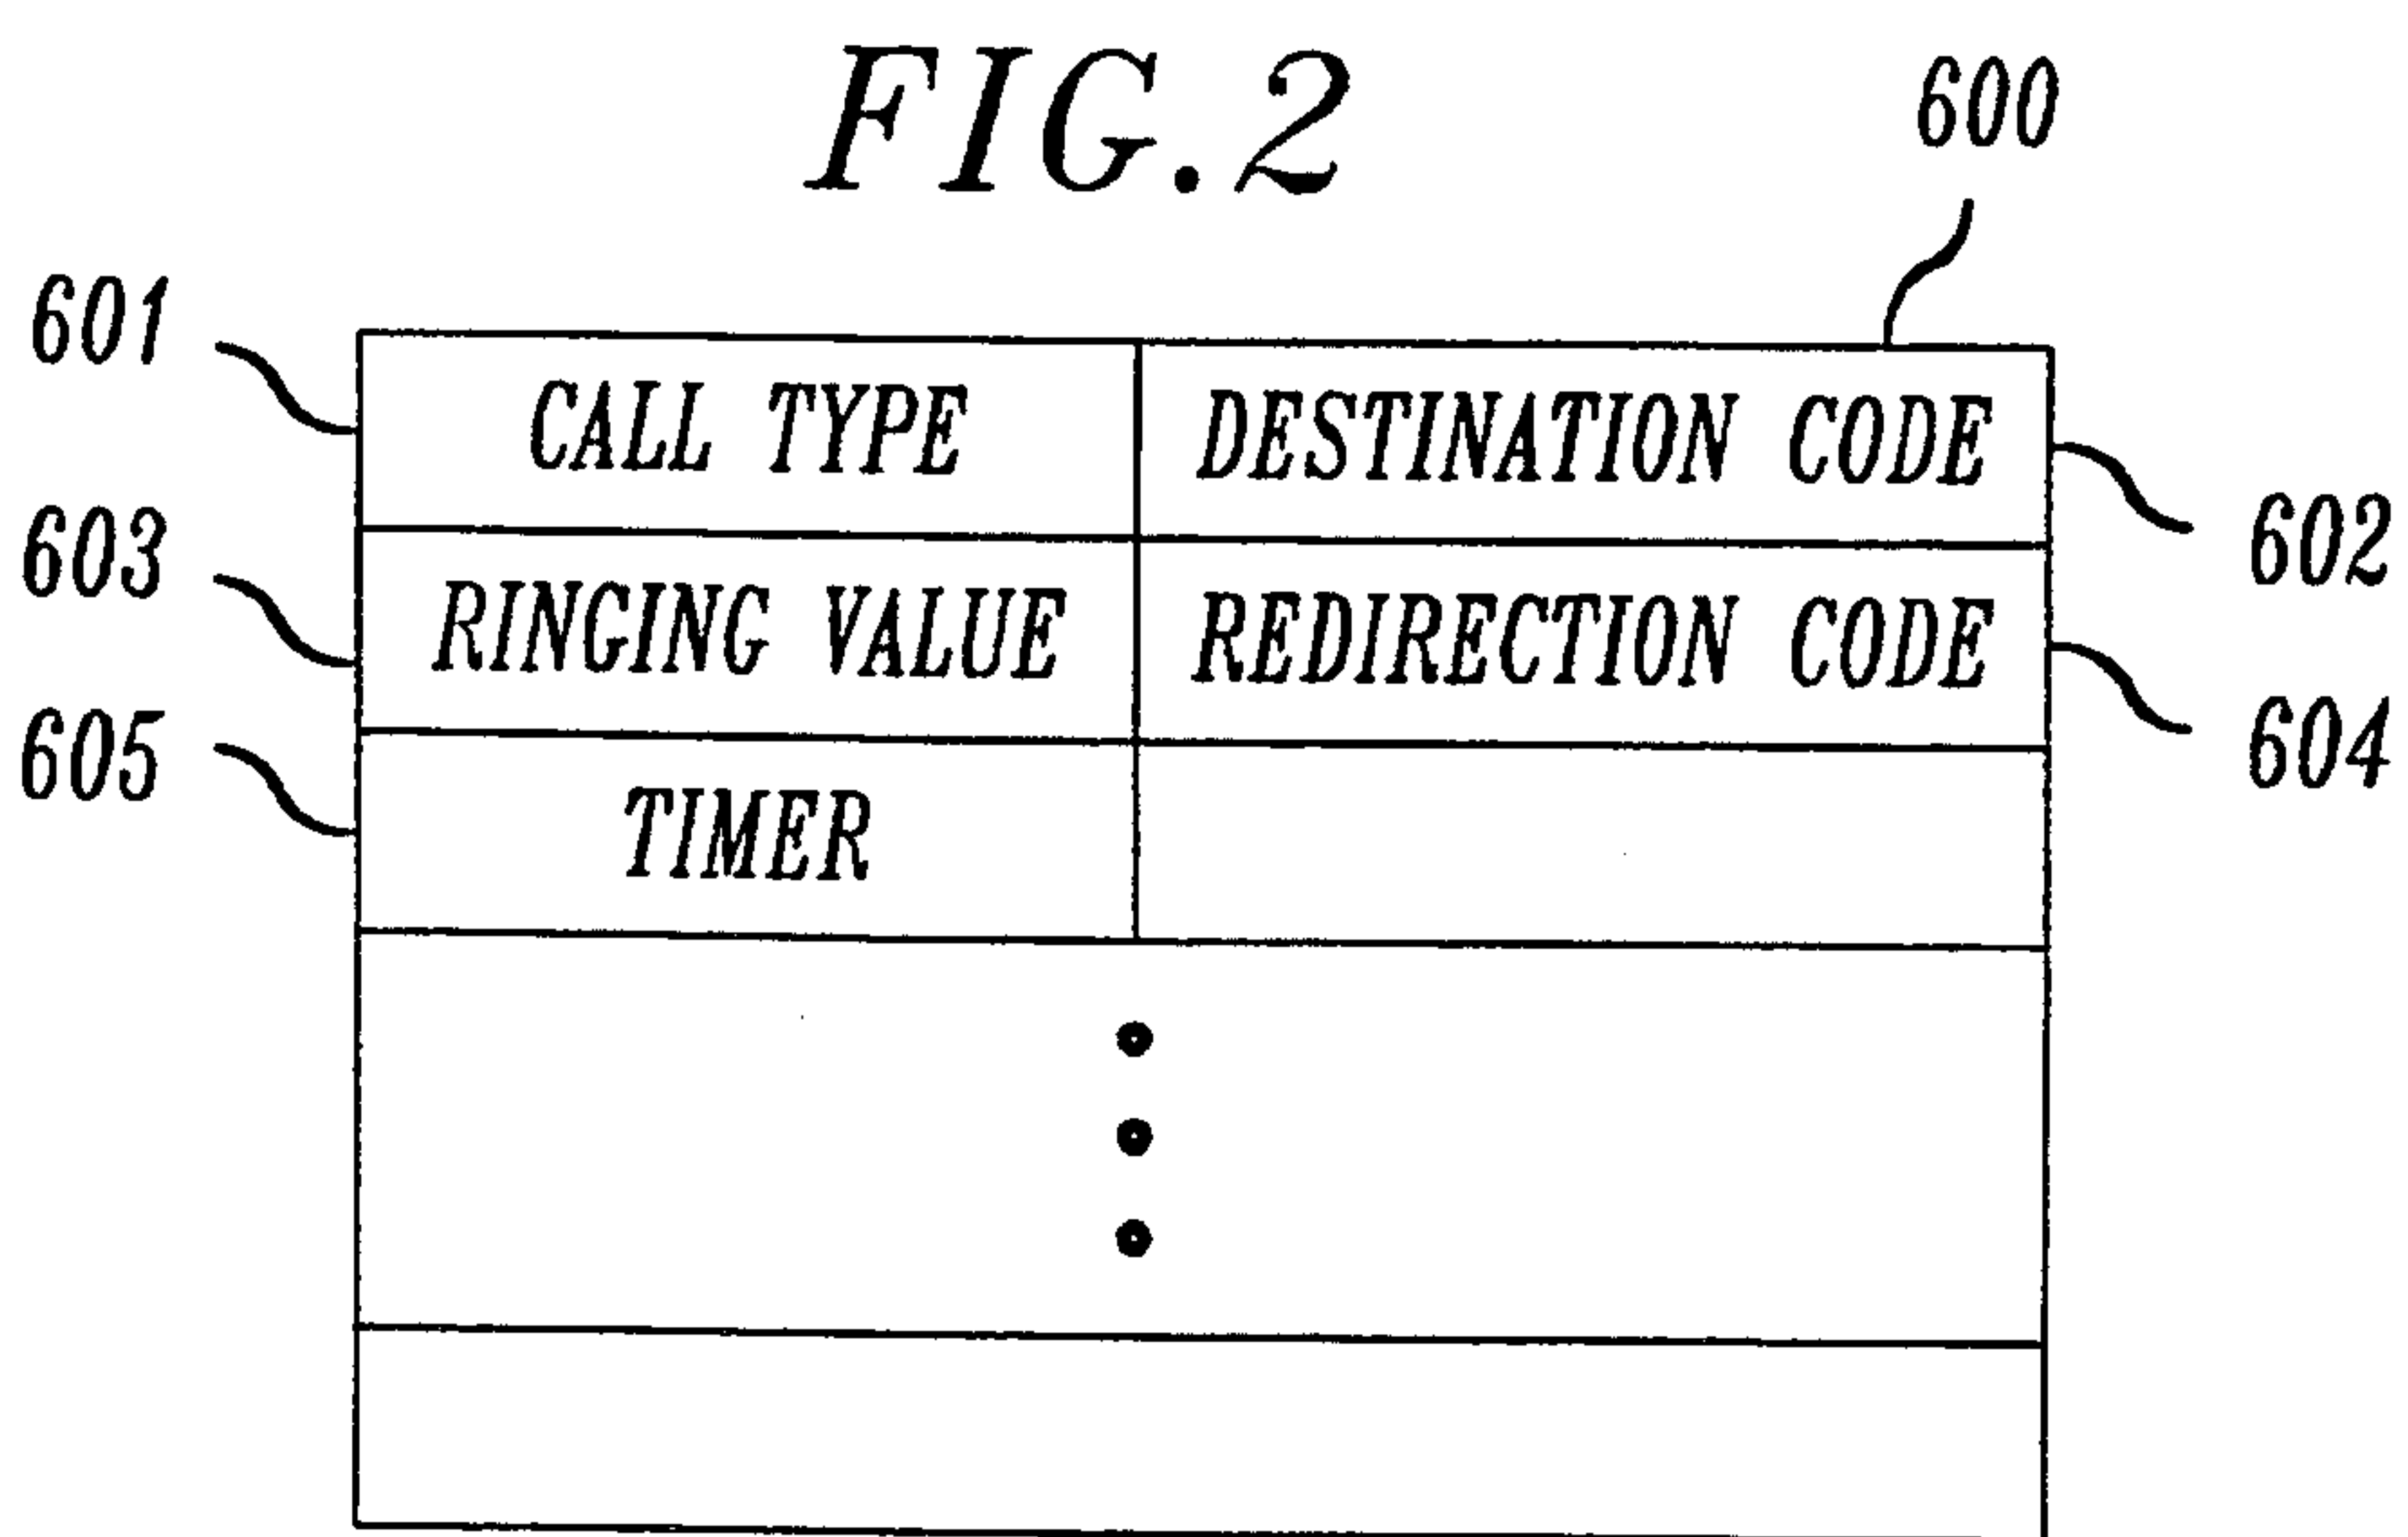 FIG.2
600
601
CALL TYPE
DESTINATION CODE
602
603
RINGING VALUE
REDIRECTION CODE
604
605
TIMER